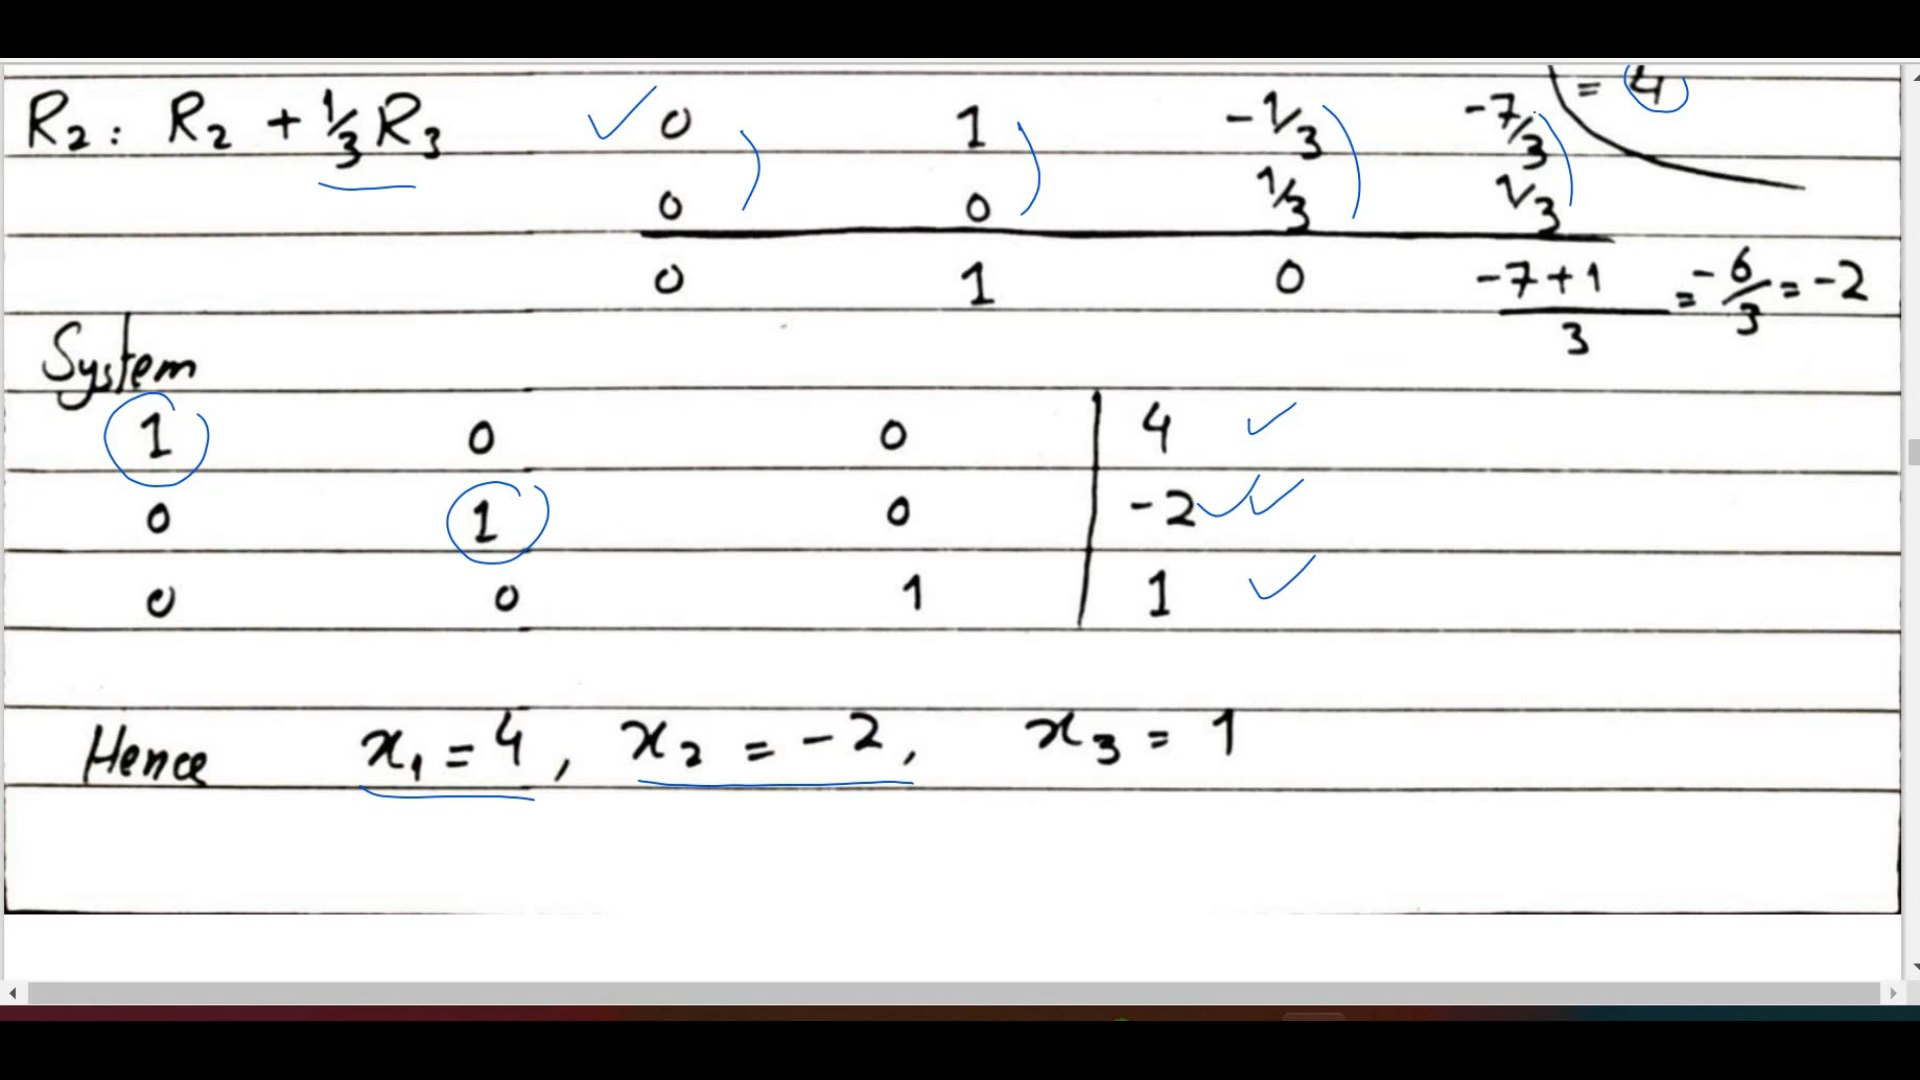 = 4
R2: R2 + 1/3 R3 0 1 -1/3 -7/3
0 0 1/3 1/3
0 1 0 -7+1/3 = -6/3 = -2
System
1 0 0 | 4
0 1 0 | -2
0 0 1 | 1
Hence x1 = 4, x2 = -2, x3 = 1